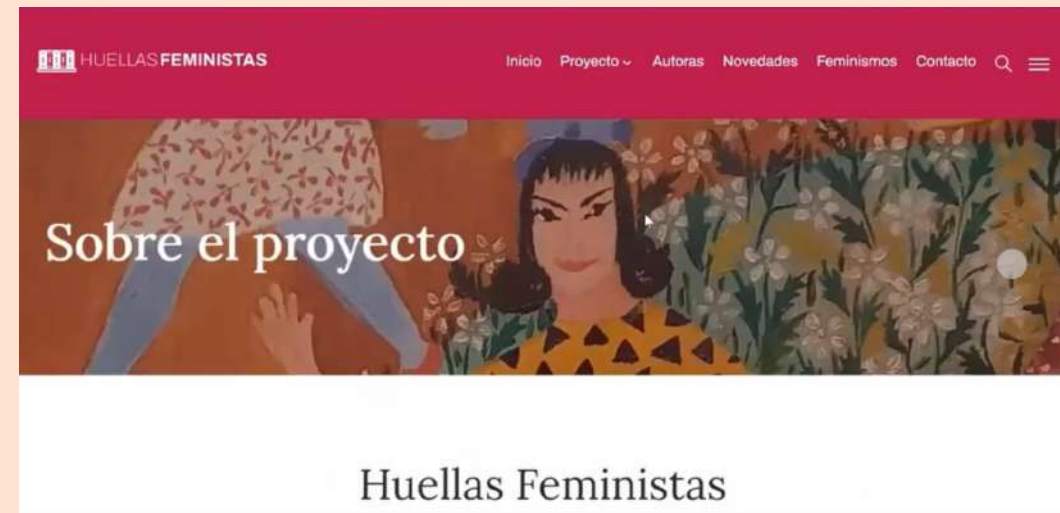 HUELLASFEMINISTAS
Inicio Proyecto Autoras Novedades Feminismos Contacto
Sobre el proyecto
Huellas Feministas